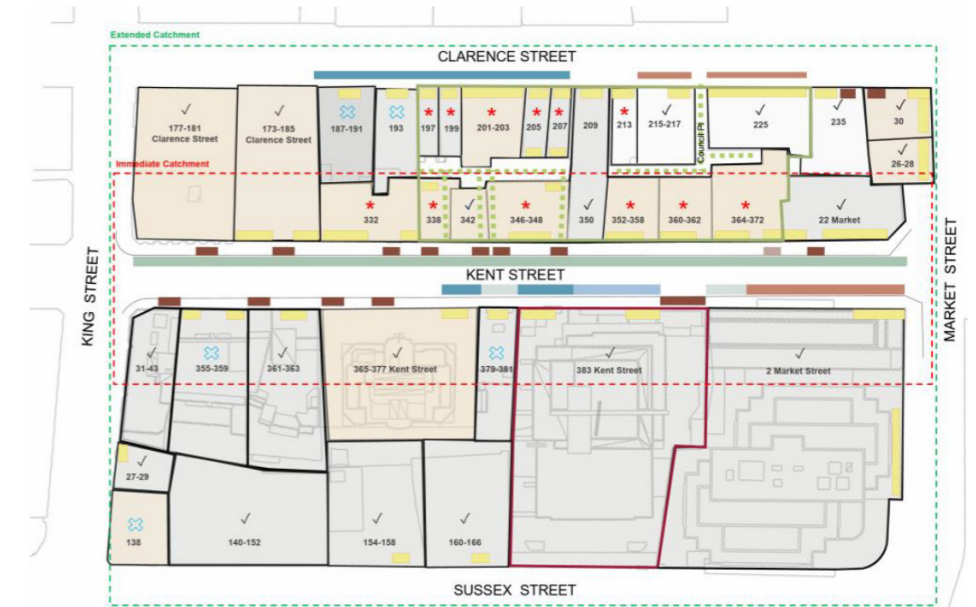 Extended Catchment
CLARENCE STREET
177-181
Clarence Street
173-185
Clarence Street
187-191
193
197
199
201-203
205
207
209
213
215-217
Council Pl
225
235
30
26-28
Immediate Catchment
332
338
342
346-348
350
352-358
360-362
364-372
22 Market
KING STREET
KENT STREET
MARKET STREET
31-43
355-359
361-363
365-377 Kent Street
379-381
383 Kent Street
2 Market Street
27-29
138
140-152
154-158
160-166
SUSSEX STREET